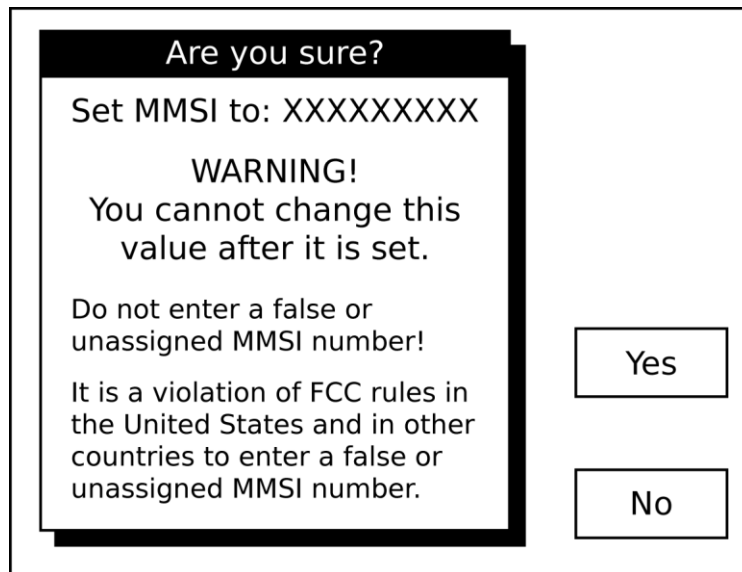 Are you sure?
Set MMSI to: XXXXXXXXX
WARNING!
You cannot change this
value after it is set.
Do not enter a false or
unassigned MMSI number!
It is a violation of FCC rules in
the United States and in other
countries to enter a false or
unassigned MMSI number.
Yes
No